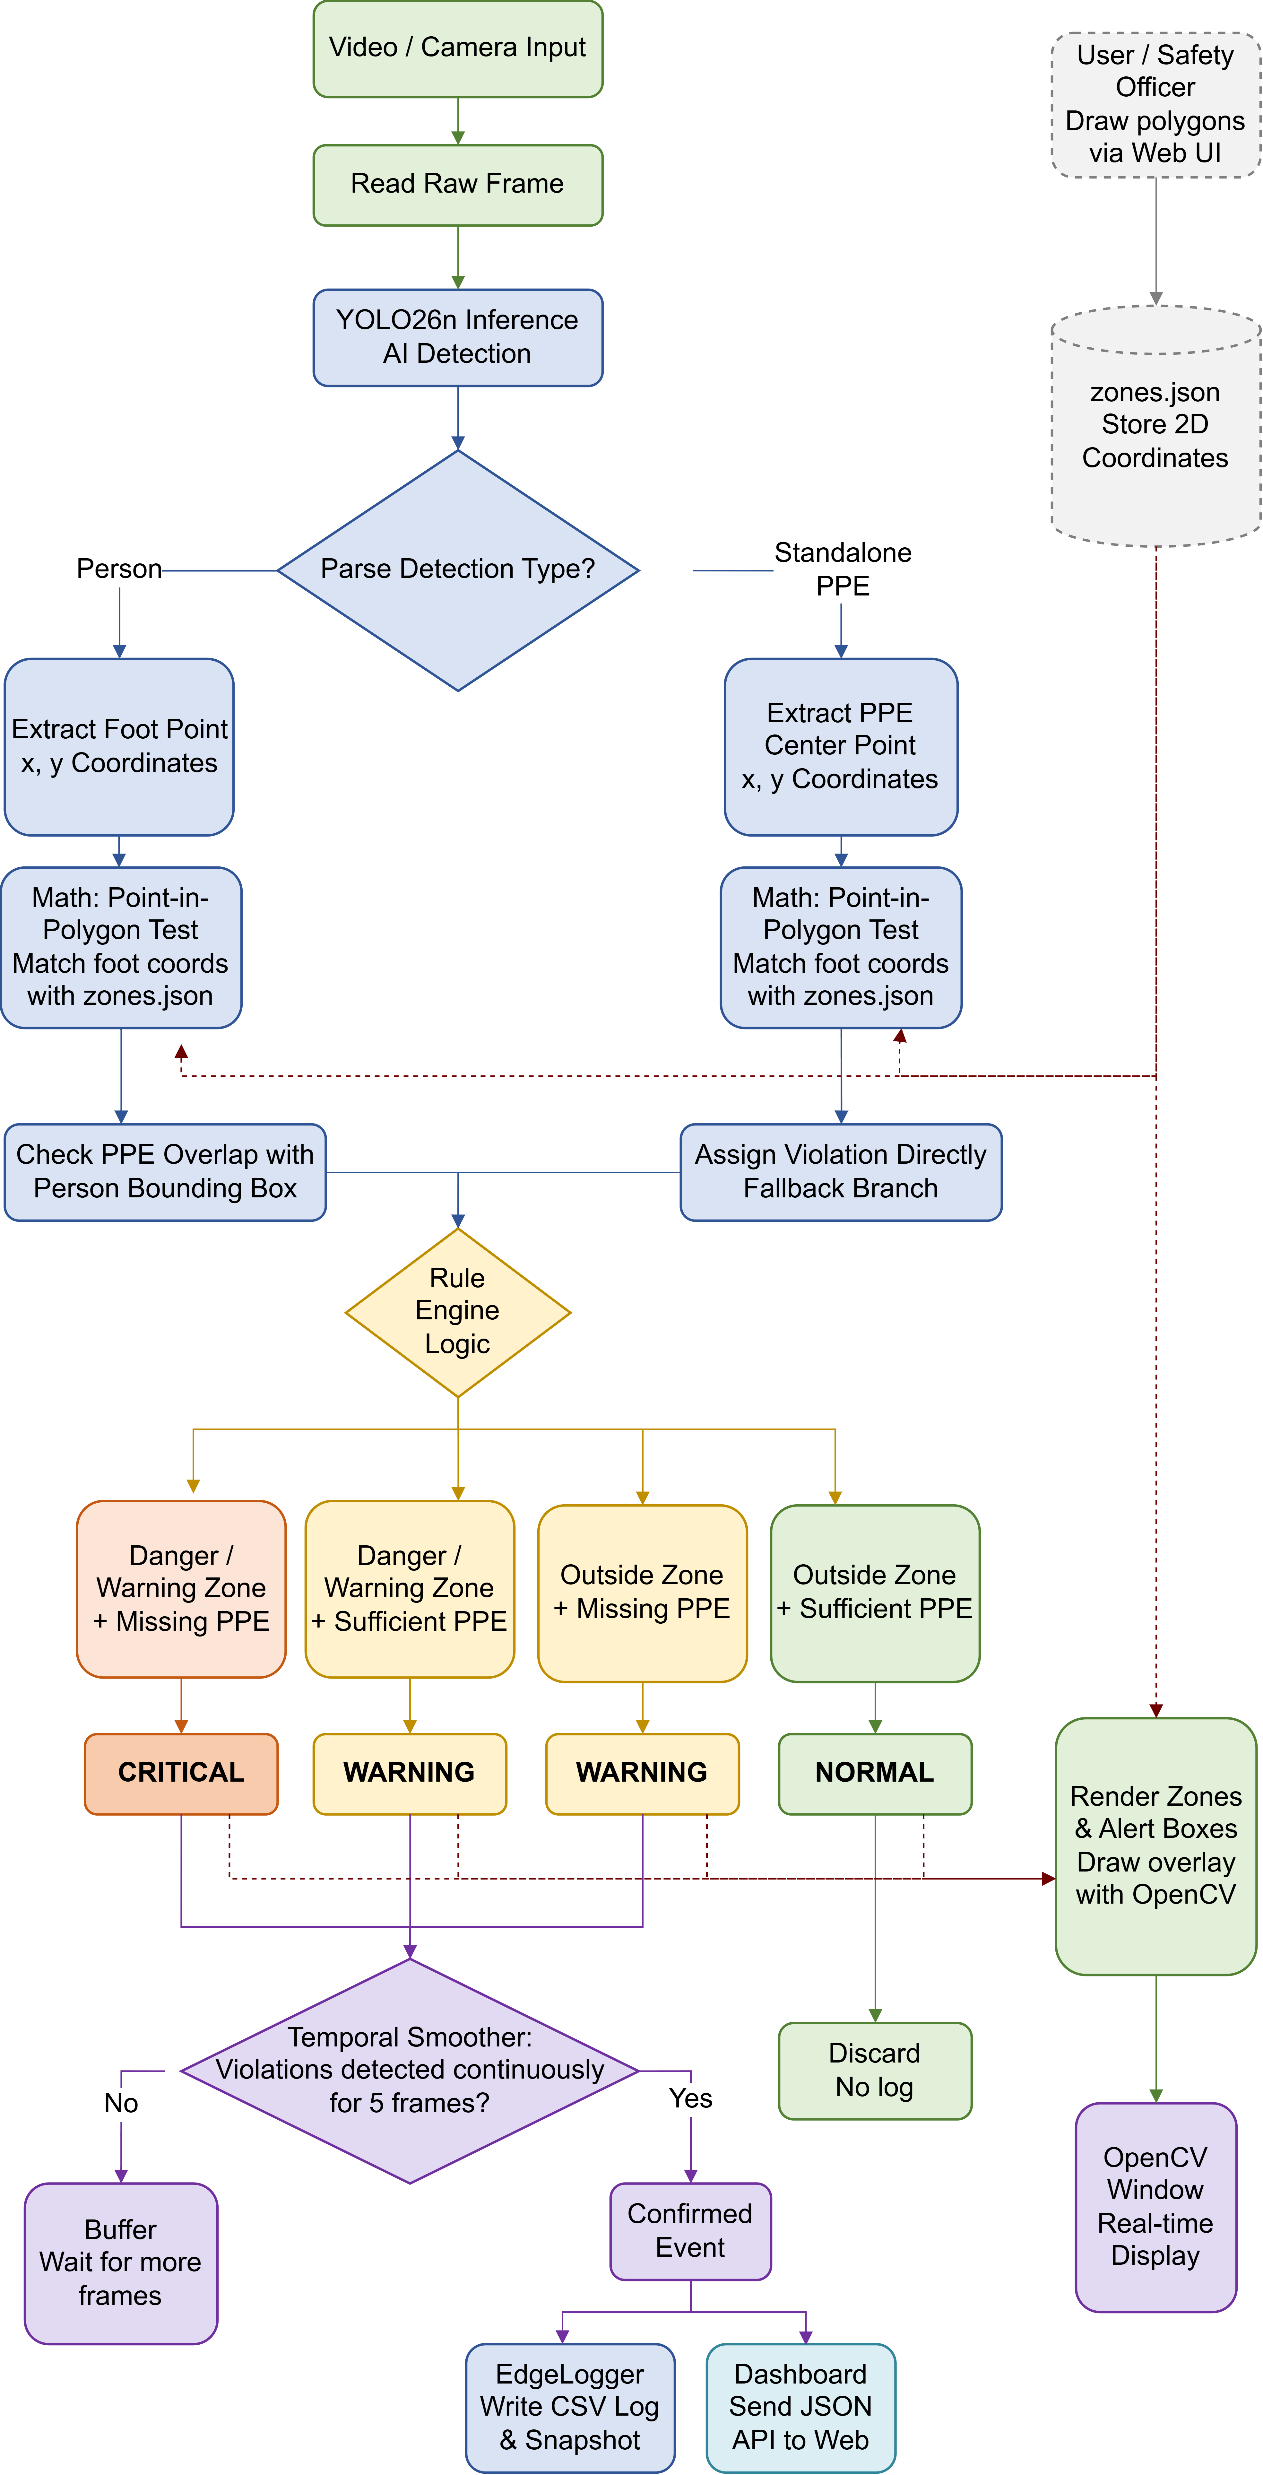 Video / Camera Input
User / Safety
Officer
Draw polygons
via Web UI
Read Raw Frame
YOLO26n Inference
AI Detection
zones.json
Store 2D
Coordinates
Parse Detection Type?
Person
Standalone
PPE
Extract Foot Point
x, y Coordinates
Extract PPE
Center Point
x, y Coordinates
Math: Point-in-
Polygon Test
Match foot coords
with zones.json
Math: Point-in-
Polygon Test
Match foot coords
with zones.json
Check PPE Overlap with
Person Bounding Box
Assign Violation Directly
Fallback Branch
Rule
Engine
Logic
Danger /
Warning Zone
+ Missing PPE
Danger /
Warning Zone
+ Sufficient PPE
Outside Zone
+ Missing PPE
Outside Zone
+ Sufficient PPE
CRITICAL
WARNING
WARNING
NORMAL
Render Zones
& Alert Boxes
Draw overlay
with OpenCV
Temporal Smoother:
Violations detected continuously
for 5 frames?
No
Yes
Discard
No log
Buffer
Wait for more
frames
Confirmed
Event
OpenCV
Window
Real-time
Display
EdgeLogger
Write CSV Log
& Snapshot
Dashboard
Send JSON
API to Web